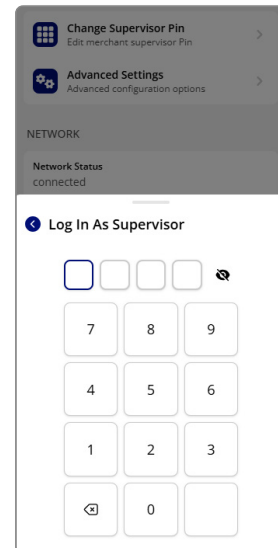 Change Supervisor Pin
Edit merchant supervisor Pin
Advanced Settings
Advanced configuration options
NETWORK
Network Status
connected
Log In As Supervisor
7 8 9
4 5 6
1 2 3
0